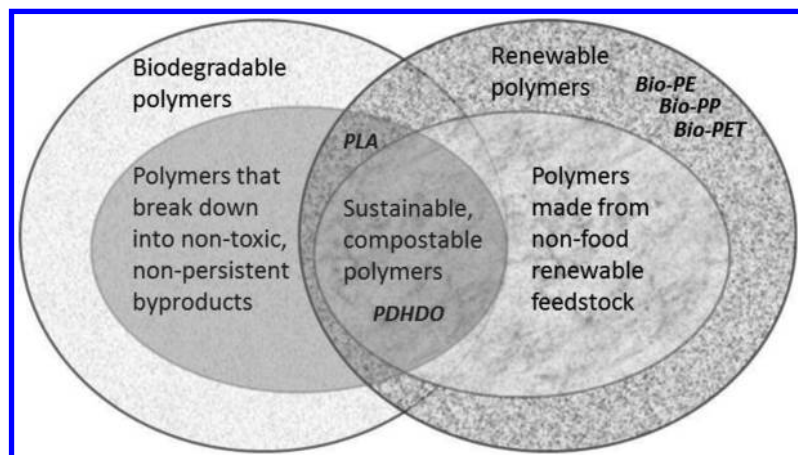 Biodegradable
polymers
Renewable
polymers
Bio-PE
Bio-PP
Bio-PET
PLA
Polymers that
break down
into non-toxic,
non-persistent
byproducts
Sustainable,
compostable
polymers
PDHDO
Polymers
made from
non-food
renewable
feedstock